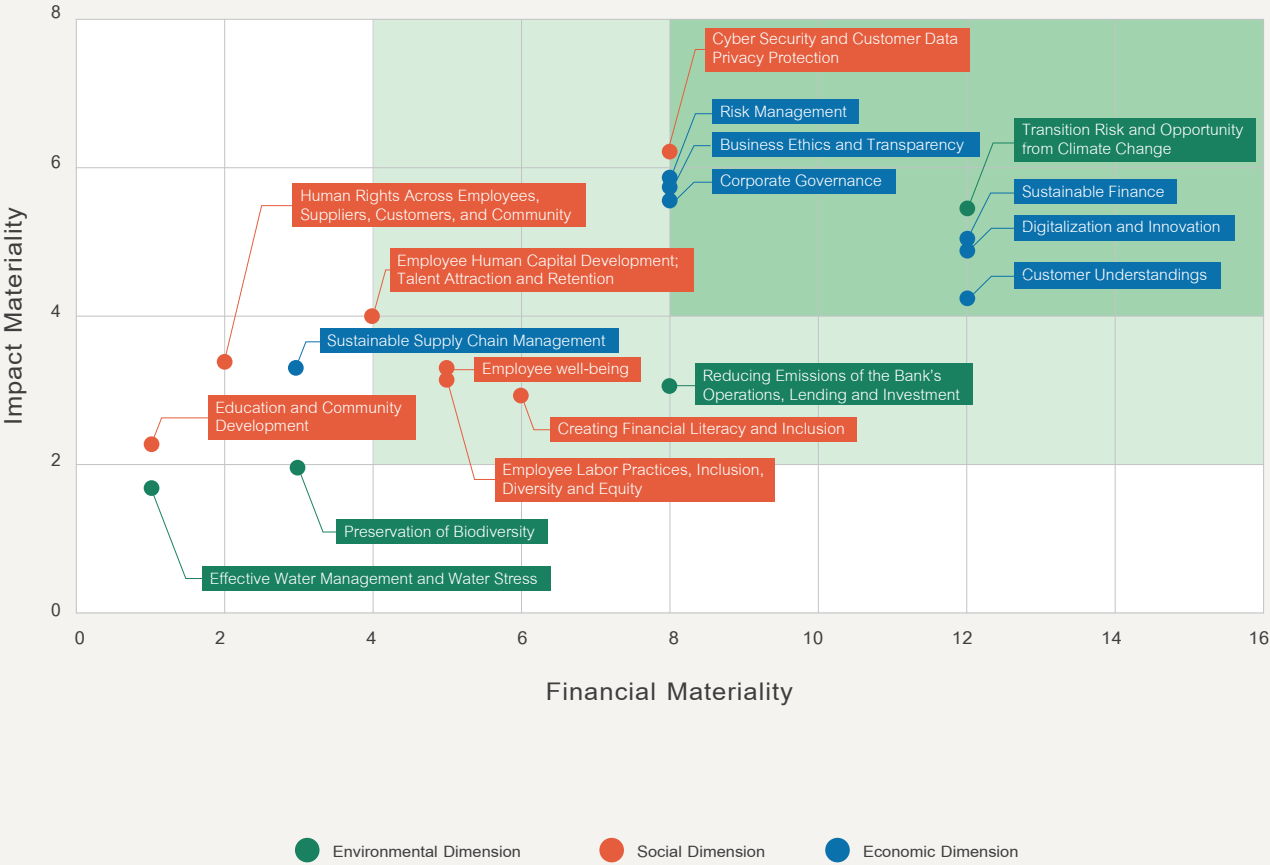 8
Cyber Security and Customer Data
Privacy Protection
Risk Management
Transition Risk and Opportunity
from Climate Change
Business Ethics and Transparency
6
Corporate Governance
Sustainable Finance
Human Rights Across Employees,
Suppliers, Customers, and Community
Digitalization and Innovation
Employee Human Capital Development;
Talent Attraction and Retention
Customer Understandings
Impact Materiality
4
Sustainable Supply Chain Management
Employee well-being
Reducing Emissions of the Bank’s
Operations, Lending and Investment
Education and Community
Development
Creating Financial Literacy and Inclusion
2
Employee Labor Practices, Inclusion,
Diversity and Equity
Preservation of Biodiversity
Effective Water Management and Water Stress
0
0 2 4 6 8 10 12 14 16
Financial Materiality
Environmental Dimension Social Dimension Economic Dimension